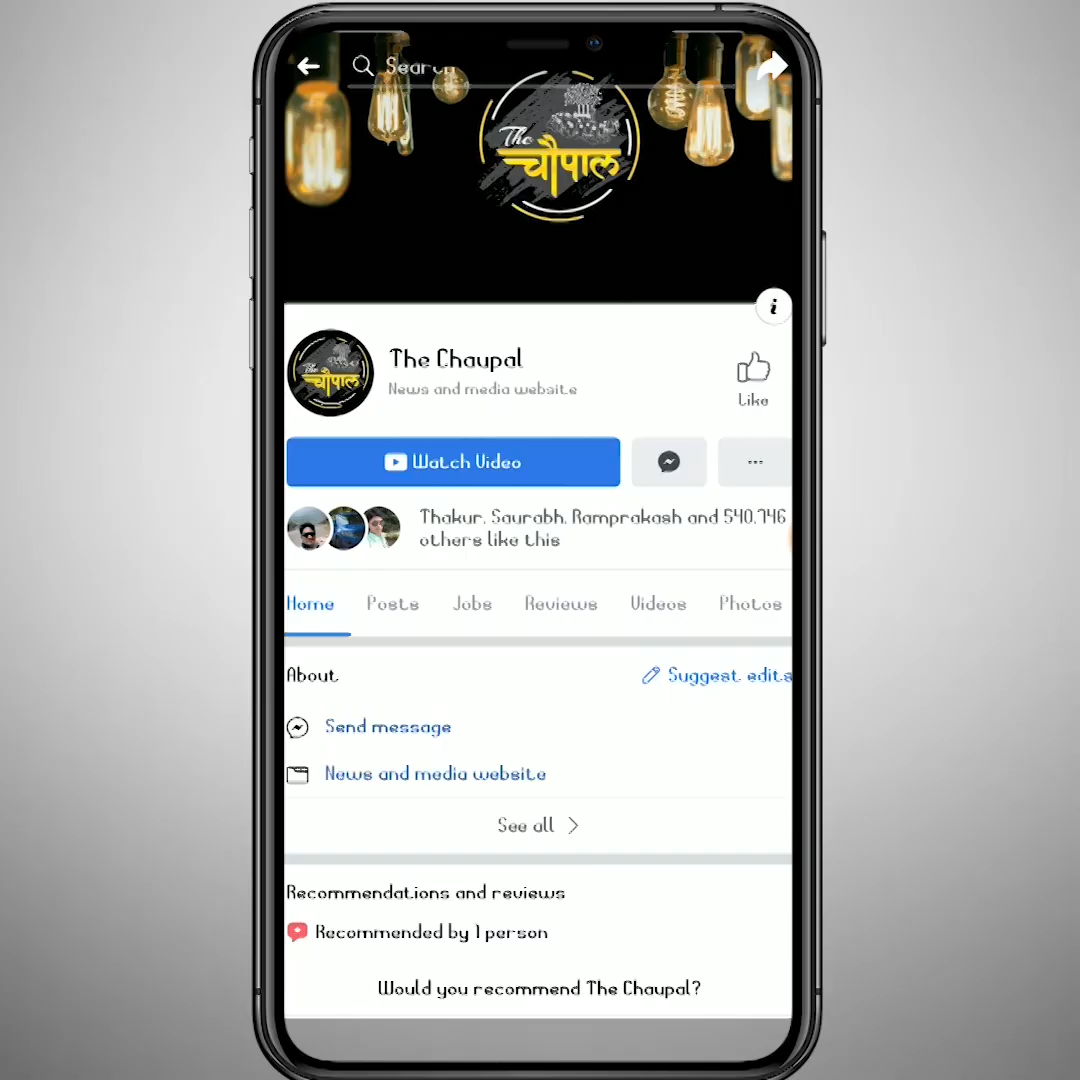 Search
The
चौपाल
The Chaupal
News and media website
Like
Watch Video
Thakur, Saurabh, Ramprakash and 540,746
others like this
Home Posts Jobs Reviews Videos Photos
About
Suggest edits
Send message
News and media website
See all
Recommendations and reviews
Recommended by 1 person
Would you recommend The Chaupal?